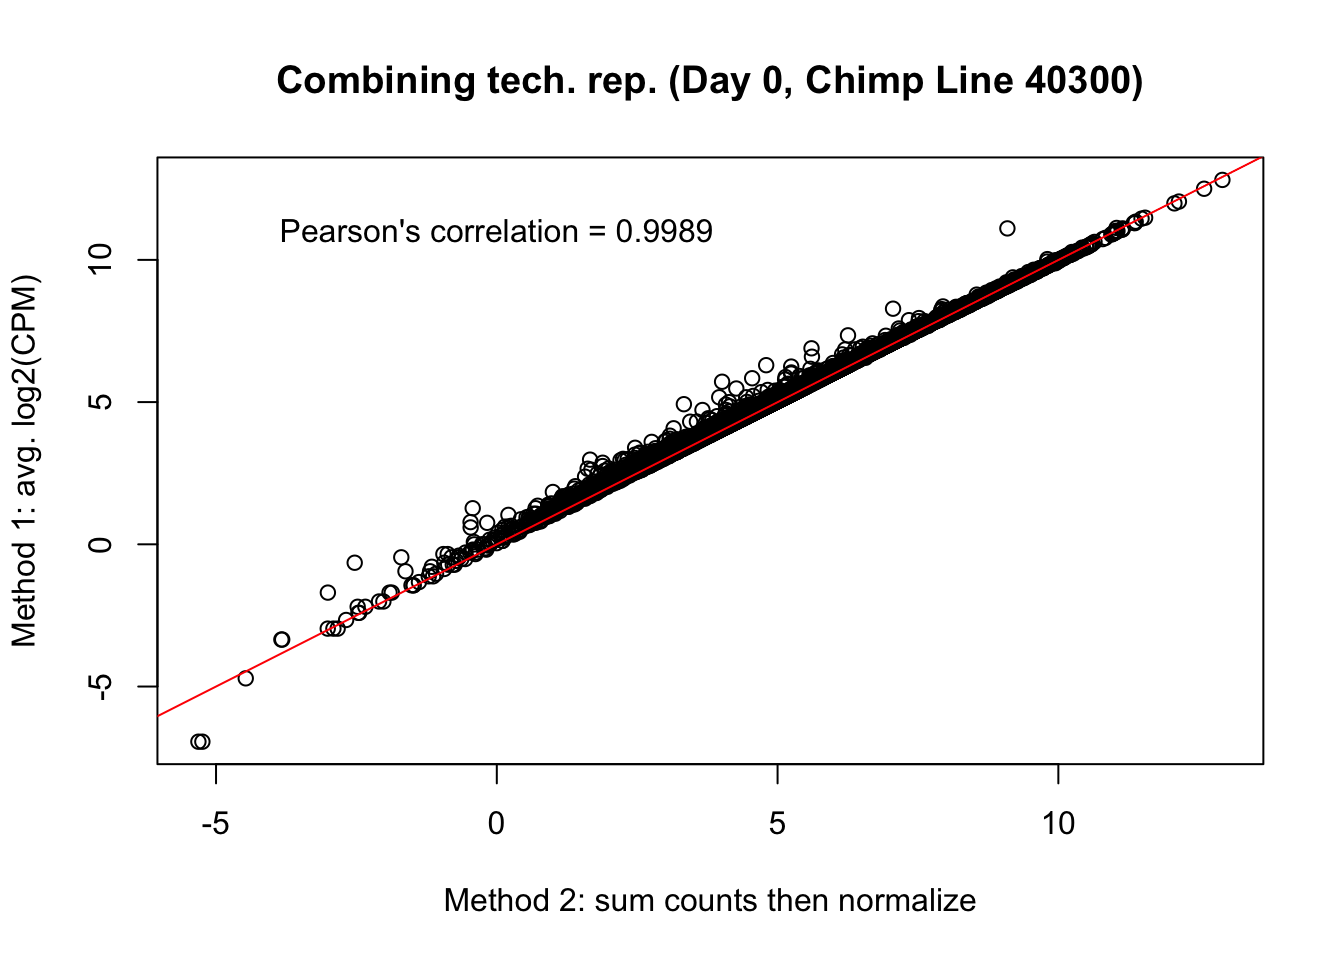 Combining tech. rep. (Day 0, Chimp Line 40300)
Pearson's correlation = 0.9989
Method 1: avg. log2(CPM)
10
5
0
-5
-5 0 5 10
Method 2: sum counts then normalize